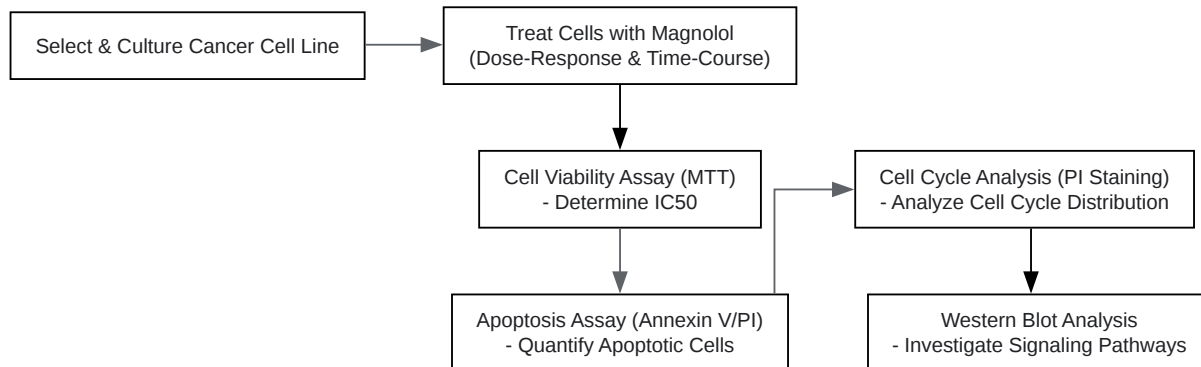 Select & Culture Cancer Cell Line
Treat Cells with Magnolol
(Dose-Response & Time-Course)
Cell Viability Assay (MTT)
- Determine IC50
Apoptosis Assay (Annexin V/PI)
- Quantify Apoptotic Cells
Cell Cycle Analysis (PI Staining)
- Analyze Cell Cycle Distribution
Western Blot Analysis
- Investigate Signaling Pathways